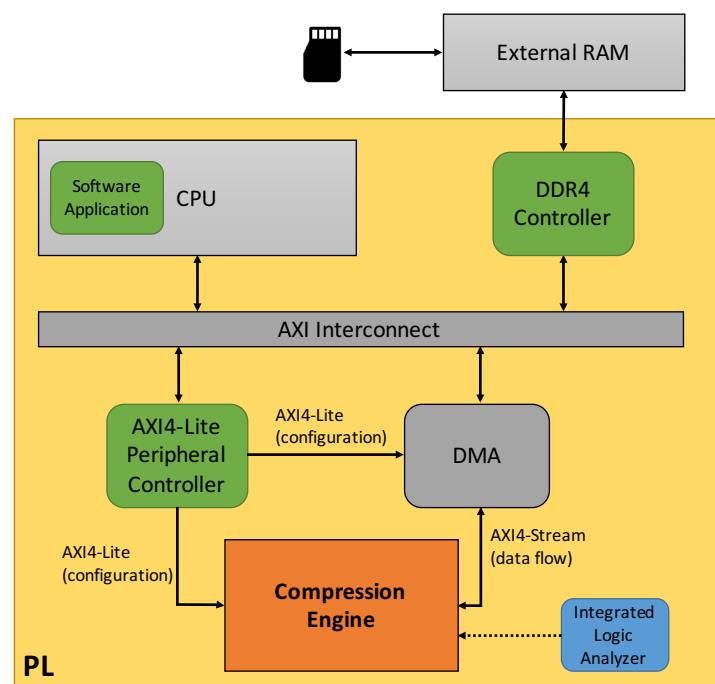 External RAM
Software
Application
CPU
DDR4
Controller
AXI Interconnect
AXI4-Lite
Peripheral
Controller
AXI4-Lite
(configuration)
DMA
AXI4-Lite
(configuration)
AXI4-Stream
(data flow)
Compression
Engine
Integrated
Logic
Analyzer
PL